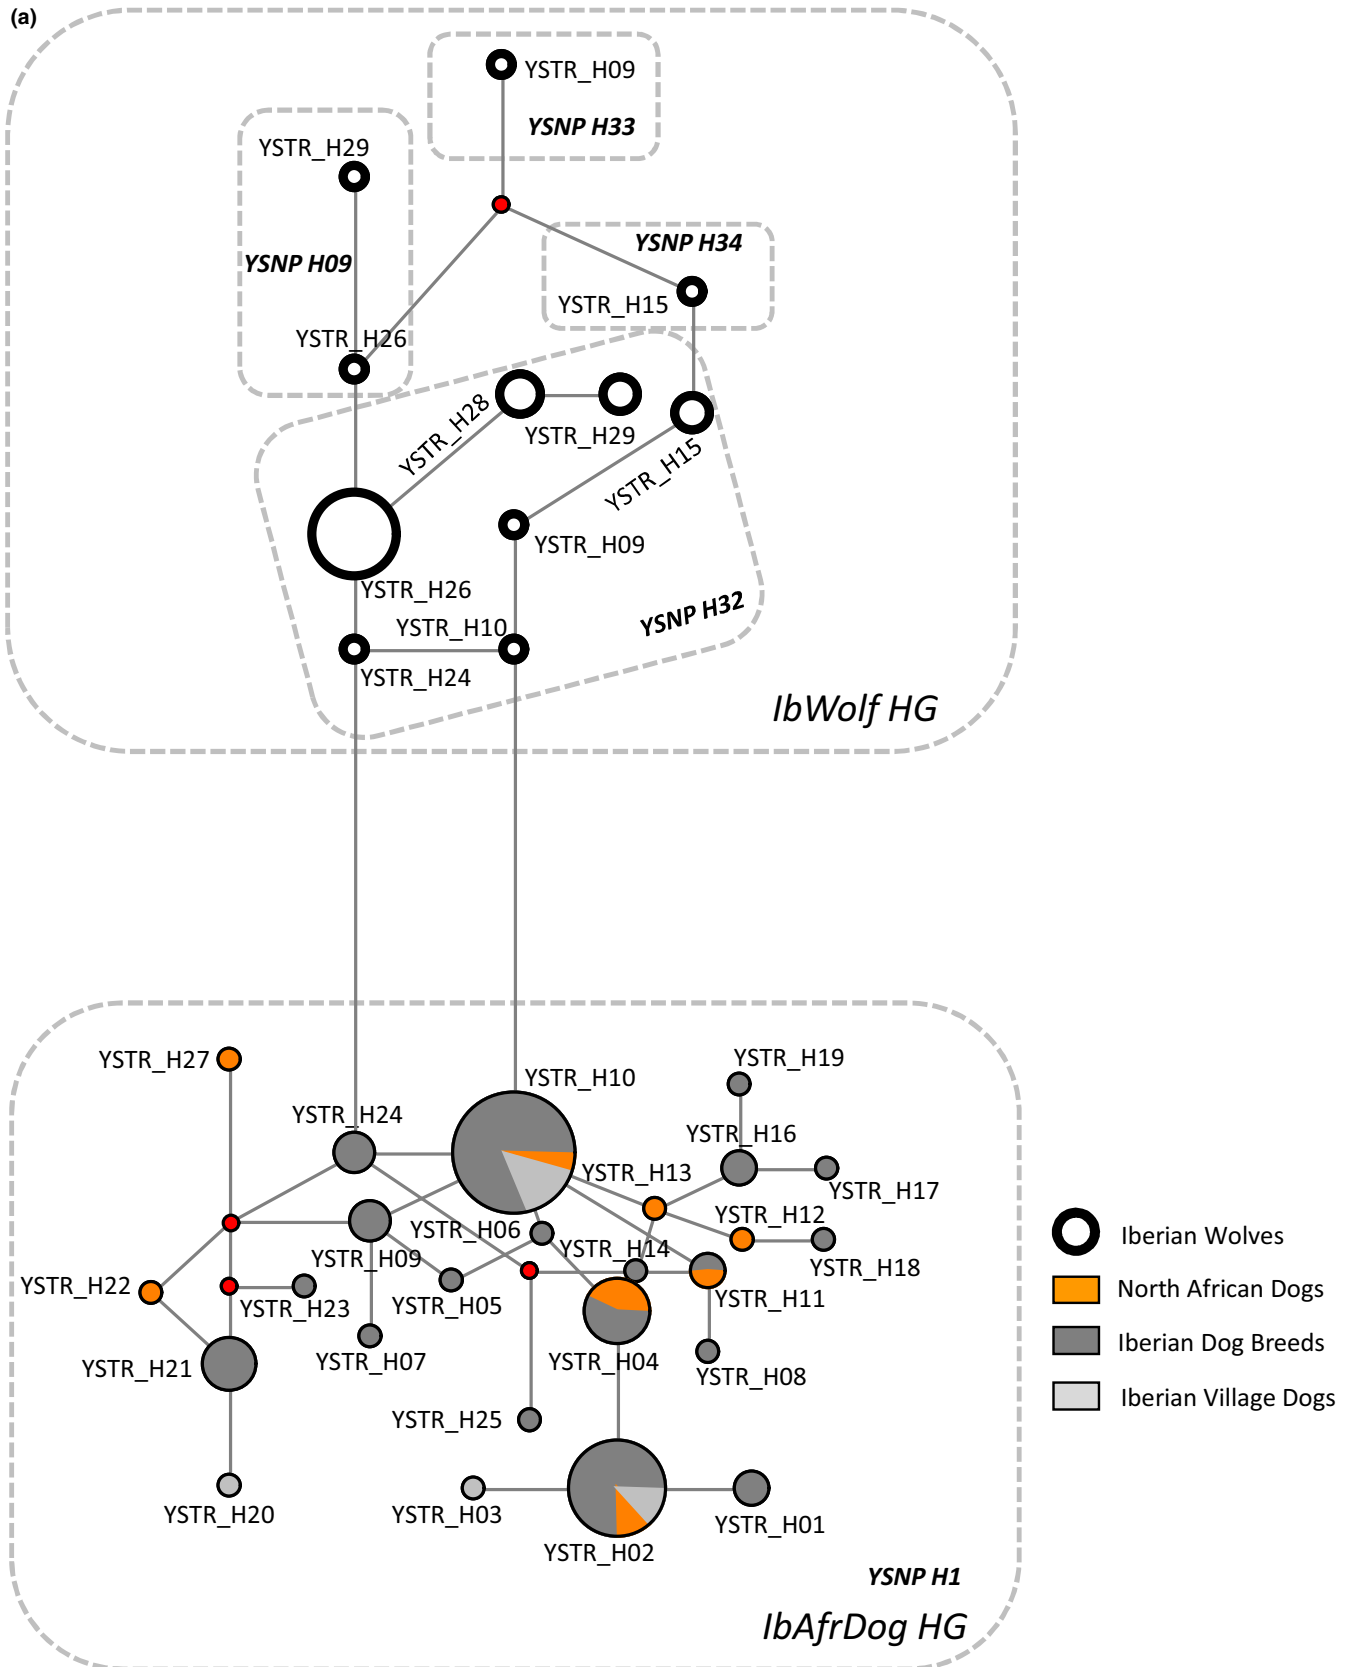 (a)
YSTR_H09
YSNP H33
YSTR_H29
YSNP H34
YSNP H09
YSTR_H15
YSTR_H26
YSTR_H28
YSTR_H29
YSTR_H15
YSTR_H09
YSTR_H26
YSNP H32
YSTR_H10
YSTR_H24
IbWolf HG
YSTR_H27
YSTR_H10
YSTR_H19
YSTR_H24
YSTR_H16
YSTR_H13
YSTR_H17
YSTR_H06
YSTR_H12
YSTR_H09
YSTR_H14
YSTR_H18
YSTR_H22
YSTR_H23
YSTR_H05
YSTR_H11
YSTR_H21
YSTR_H07
YSTR_H04
YSTR_H08
YSTR_H25
YSTR_H20
YSTR_H03
YSTR_H02
YSTR_H01
YSNP H1
IbAfrDog HG
Iberian Wolves
North African Dogs
Iberian Dog Breeds
Iberian Village Dogs